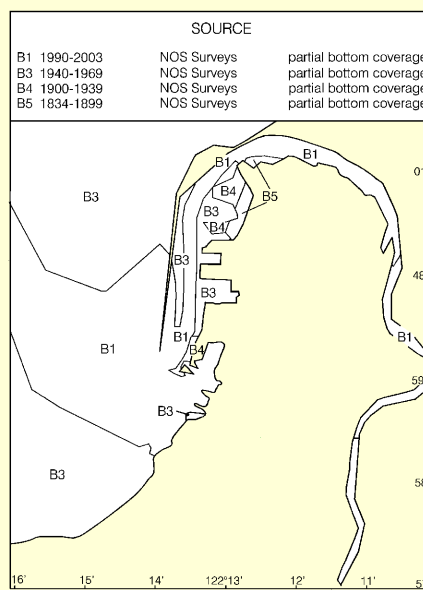 SOURCE
B1 1990-2003 NOS Surveys partial bottom coverage
B3 1940-1969 NOS Surveys partial bottom coverage
B4 1900-1939 NOS Surveys partial bottom coverage
B5 1834-1899 NOS Surveys partial bottom coverage
B1
B1
01
B3
B4
B5
B3
B4
B3
48
B3
B1
B1
B4
B1
59
B3
B3
58
16' 15' 14' 122°13' 12' 11'